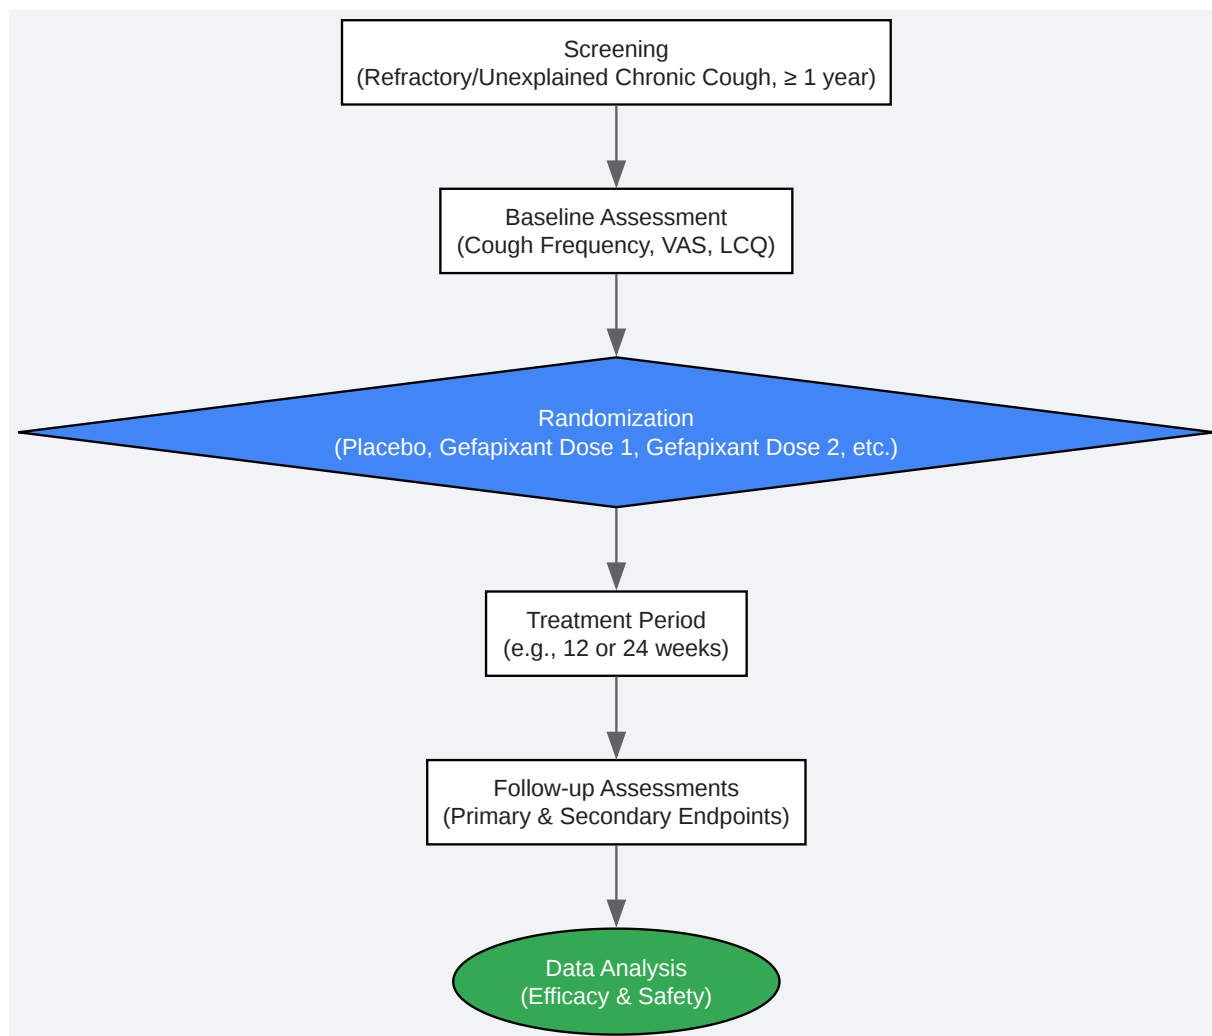 Screening
(Refractory/Unexplained Chronic Cough, ≥ 1 year)
Baseline Assessment
(Cough Frequency, VAS, LCQ)
Randomization
(Placebo, Gefapixant Dose 1, Gefapixant Dose 2, etc.)
Treatment Period
(e.g., 12 or 24 weeks)
Follow-up Assessments
(Primary & Secondary Endpoints)
Data Analysis
(Efficacy & Safety)